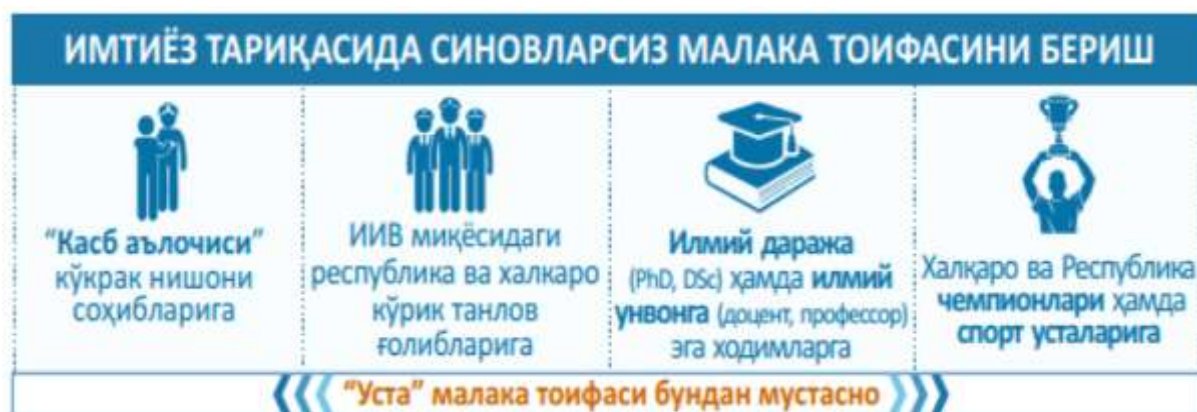 ИМТИЁЗ ТАРИҚАСИДА СИНОВЛАРСИЗ МАЛАКА ТОИФАСИНИ БЕРИШ
“Касб аълочиси”
кўкрак нишони
соҳибларига
ИИВ миқёсидаги
республика ва халкаро
кўрик танлов
ғолибларига
Илмий даража
(PhD, DSc) ҳамда илмий
унвонга (доцент, профессор)
эга ходимларга
Халқаро ва Республика
чемпионлари ҳамда
спорт усталарига
“Уста” малака тоифаси бундан мустасно